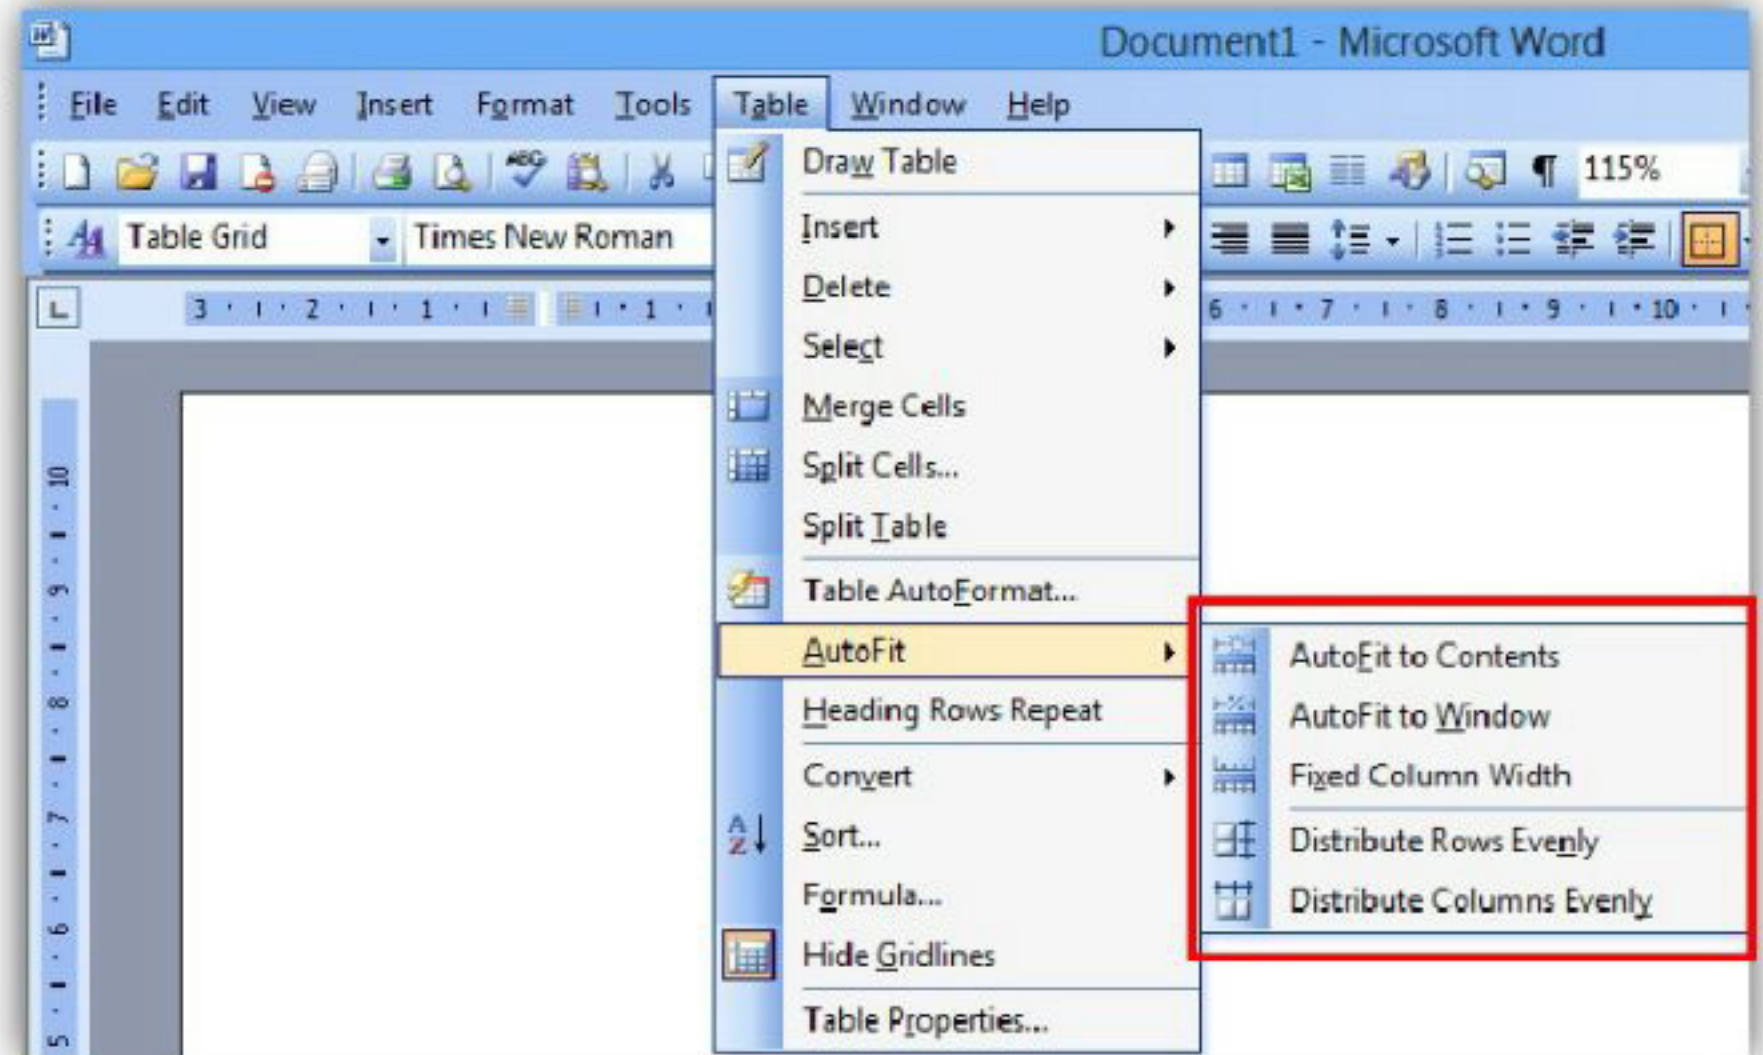 Document1 - Microsoft Word
File Edit View Insert Format Tools Table Window Help
115%
Table Grid Times New Roman
3 2 1 1 6 7 8 9 10
Draw Table
Insert
Delete
Select
Merge Cells
Split Cells...
Split Table
Table AutoFormat...
AutoFit
Heading Rows Repeat
Convert
Sort...
Formula...
Hide Gridlines
Table Properties...
AutoFit to Contents
AutoFit to Window
Fixed Column Width
Distribute Rows Evenly
Distribute Columns Evenly
10
9
8
7
6
5